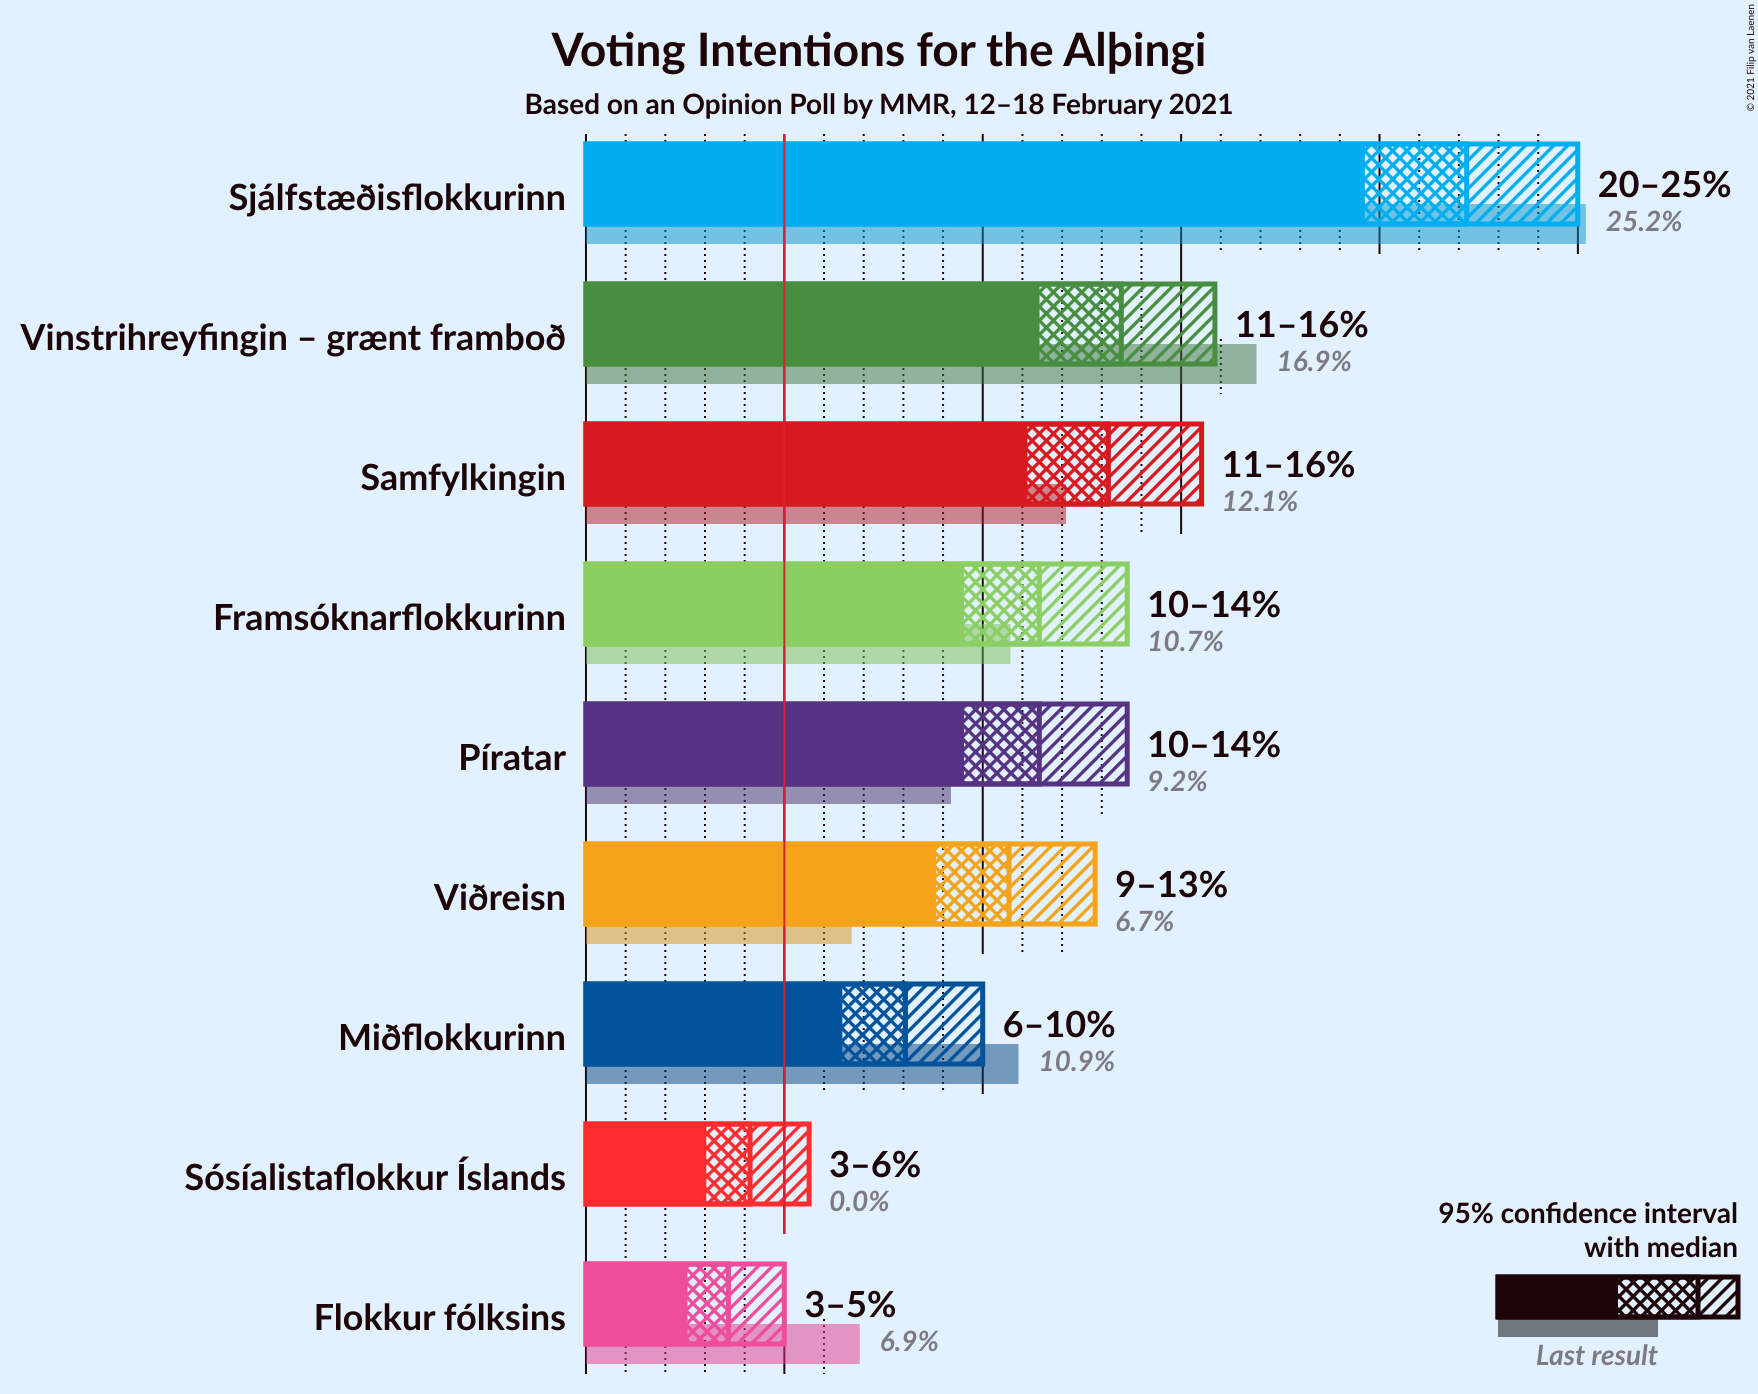 Voting Intentions for the Alþingi
Based on an Opinion Poll by MMR, 12–18 February 2021
© 2021 Filip van Laenen
Sjálfstæðisflokkurinn
20–25%
25.2%
Vinstrihreyfingin – grænt framboð
11–16%
16.9%
Samfylkingin
11–16%
12.1%
Framsóknarflokkurinn
10–14%
10.7%
Píratar
10–14%
9.2%
Viðreisn
9–13%
6.7%
Miðflokkurinn
6–10%
10.9%
Sósíalistaflokkur Íslands
3–6%
0.0%
Flokkur fólksins
3–5%
6.9%
95% confidence interval
with median
Last result